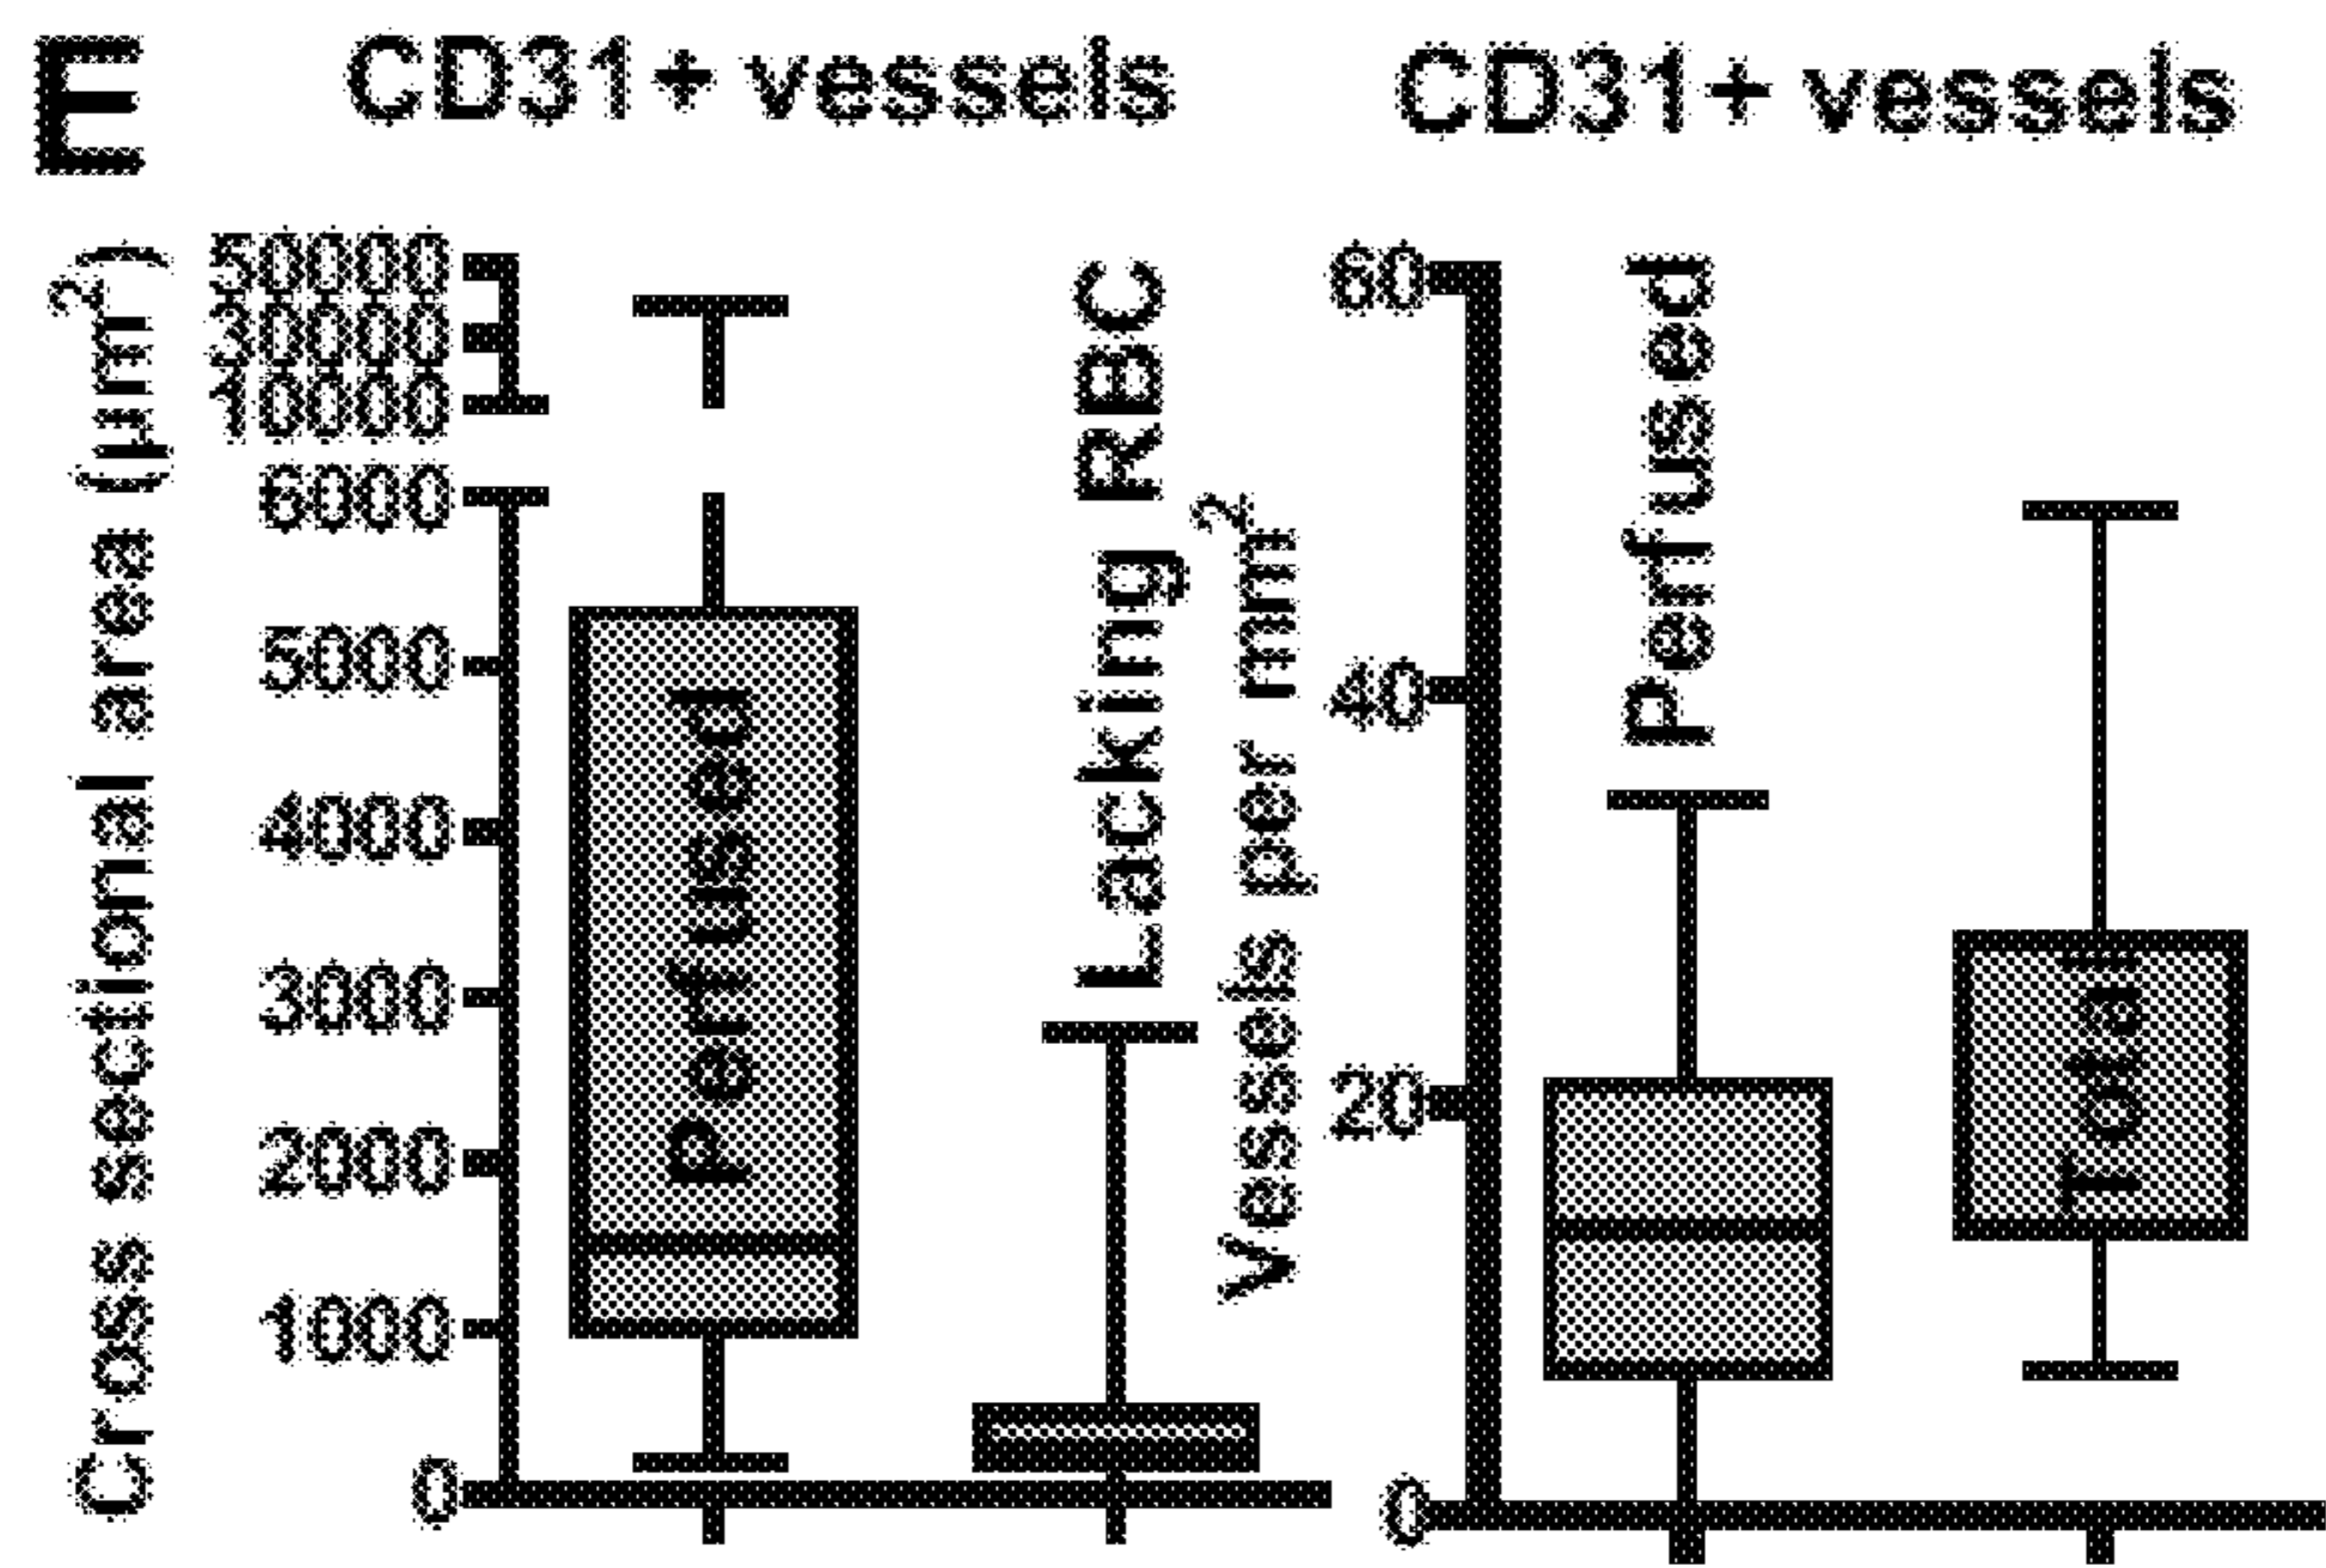 E
CD31+ vessels
CD31+ vessels
Cross sectional area (µm²)
50000
30000
10000
6000
5000
4000
3000
2000
1000
0
Perfused
Lacking RBC
Vessels per mm²
60
40
20
0
Perfused
Total